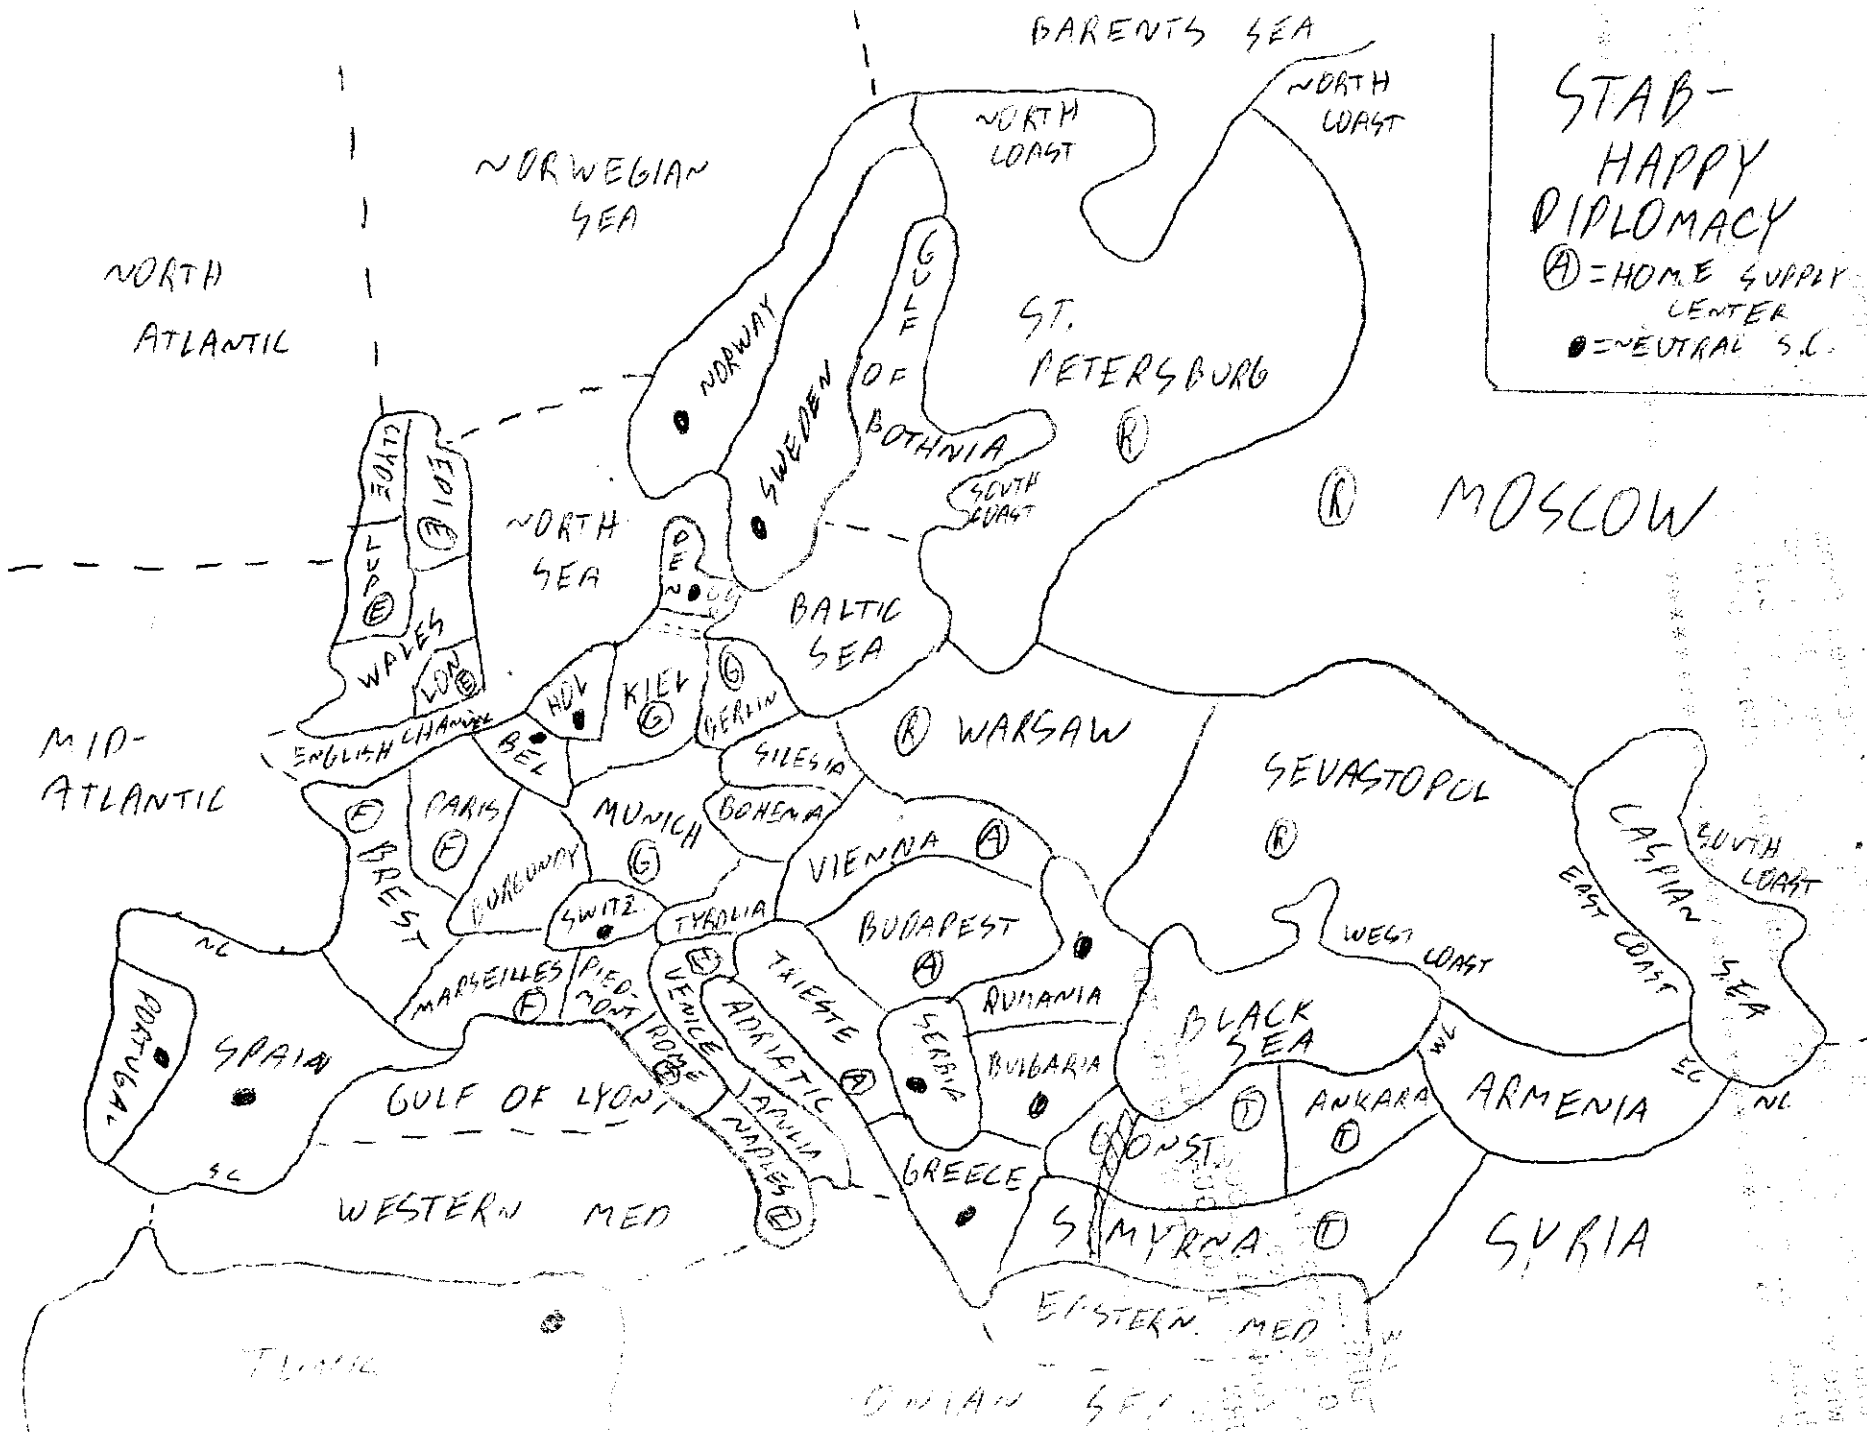 BARENTS SEA
NORTH
COAST
NORTH
COAST
STAB-
HAPPY
DIPLOMACY
(A) = HOME SUPPLY
CENTER
● = NEUTRAL S.C.
NORWEGIAN
SEA
NORTH
ATLANTIC
GULF
OF
BOTHNIA
ST.
PETERSBURG
R
NORWAY
SWEDEN
SOUTH
COAST
R MOSCOW
CLYDE
EDI E
LVP E
WALES
LON E
NORTH
SEA
DEN
BALTIC
SEA
HOL
KIEL
G
G
BERLIN
BEL
ENGLISH CHANNEL
MID-
ATLANTIC
R WARSAW
SILESIA
SEVASTOPOL
R
F
BREST
PARIS
F
BURGUNDY
MUNICH
G
BOHEMIA
VIENNA A
CASPIAN SEA
SOUTH
COAST
EAST
COAST
WEST
COAST
SWITZ.
TYROLIA
BUDAPEST
A
NC
PORTUGAL
SPAIN
SC
MARSEILLES
F
PIED-
MONT
I
VENICE
ROME
I
ADRIATIC
TRIESTE
A
SERBIA
RUMANIA
BULGARIA
BLACK
SEA
WC
EC
NC
ARMENIA
GULF OF LYON
APULIA
NAPLES
I
GREECE
CONST.
T
ANKARA
T
WESTERN MED
SMYRNA T
SYRIA
EASTERN MED